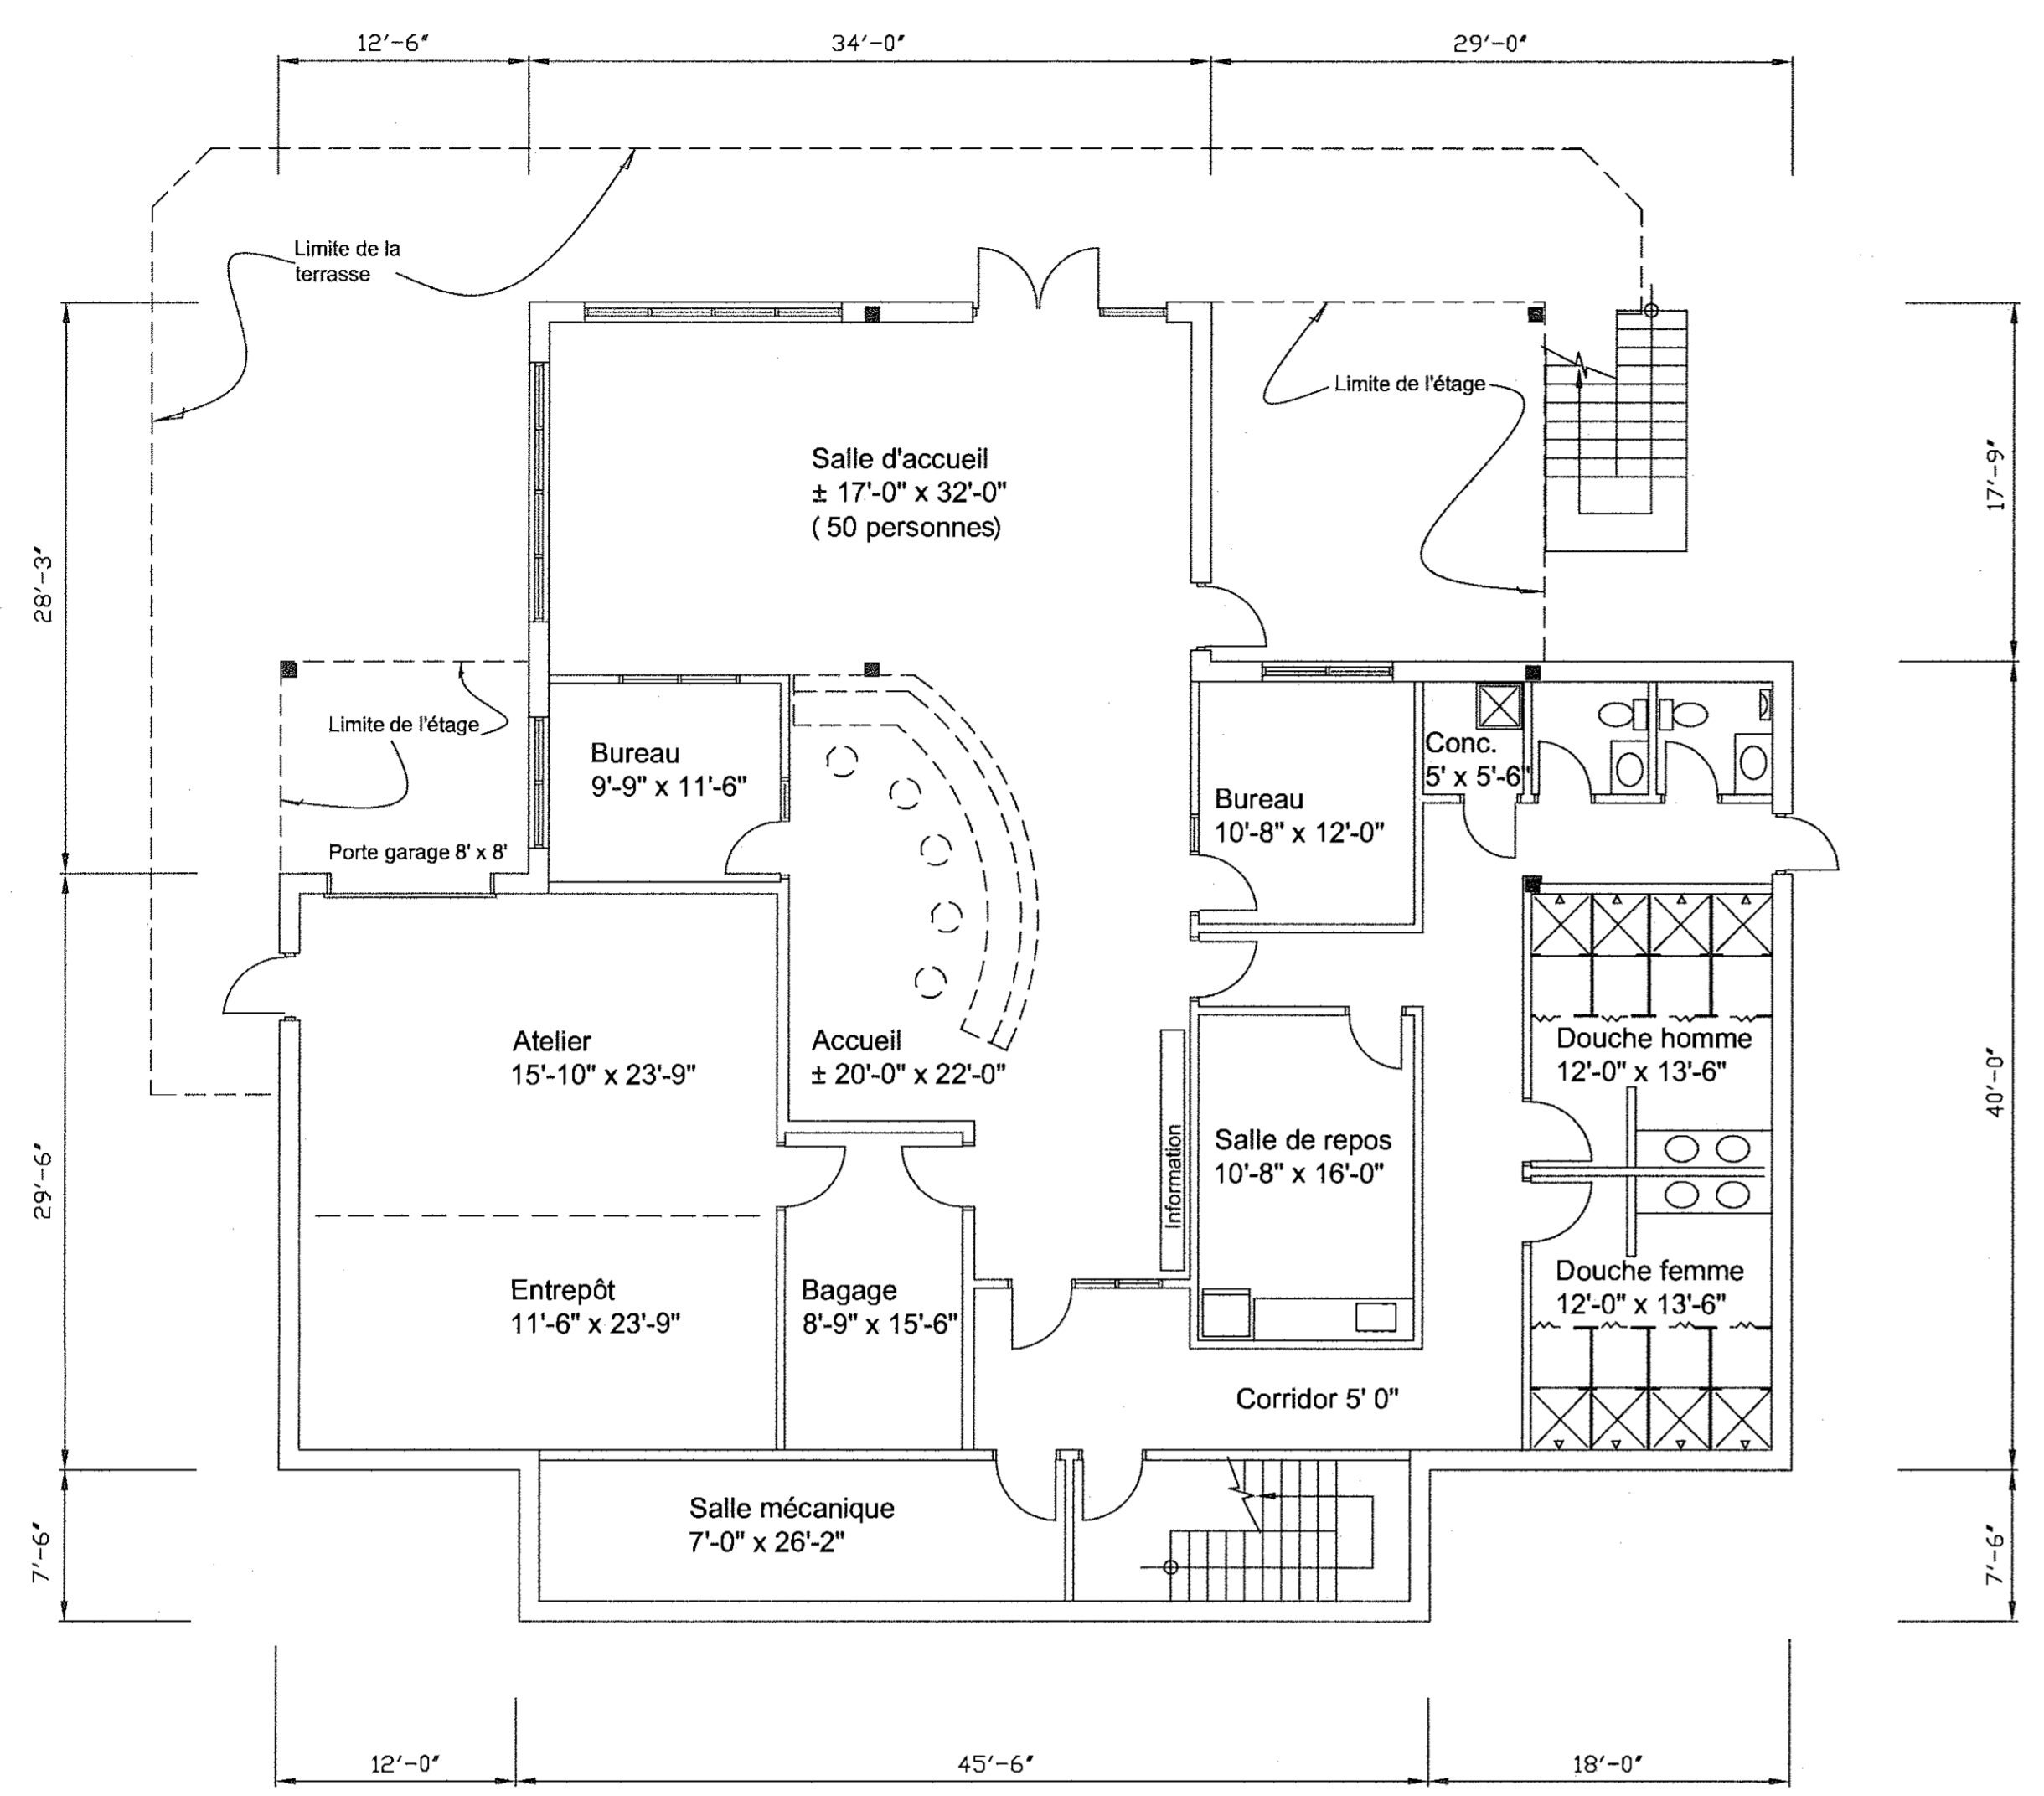 12'-6"
34'-0"
29'-0"
Limite de la
terrasse
Limite de l'étage
Salle d'accueil
± 17'-0" x 32'-0"
( 50 personnes)
17'-9"
28'-3"
Limite de l'étage
Bureau
9'-9" x 11'-6"
Conc.
5' x 5'-6"
Bureau
10'-8" x 12'-0"
Porte garage 8' x 8'
Atelier
15'-10" x 23'-9"
Accueil
± 20'-0" x 22'-0"
Douche homme
12'-0" x 13'-6"
40'-0"
Information
Salle de repos
10'-8" x 16'-0"
29'-6"
Entrepôt
11'-6" x 23'-9"
Bagage
8'-9" x 15'-6"
Douche femme
12'-0" x 13'-6"
Corridor 5' 0"
Salle mécanique
7'-0" x 26'-2"
7'-6"
7'-6"
12'-0"
45'-6"
18'-0"